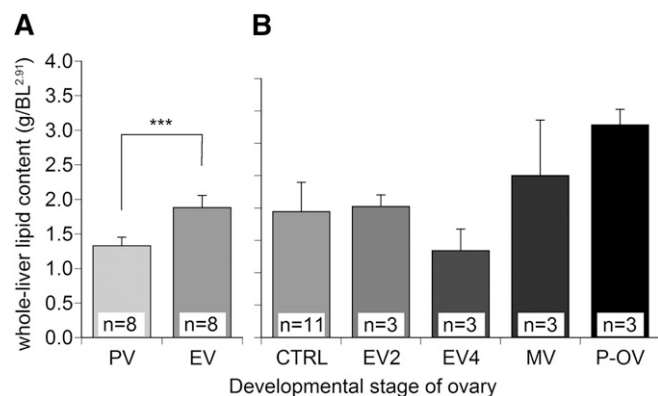 A
B
whole-liver lipid content (g/BL^2.91)
4.0
3.5
3.0
2.5
2.0
1.5
1.0
0.5
0.0
***
n=8 n=8 n=11 n=3 n=3 n=3 n=3
PV EV CTRL EV2 EV4 MV P-OV
Developmental stage of ovary